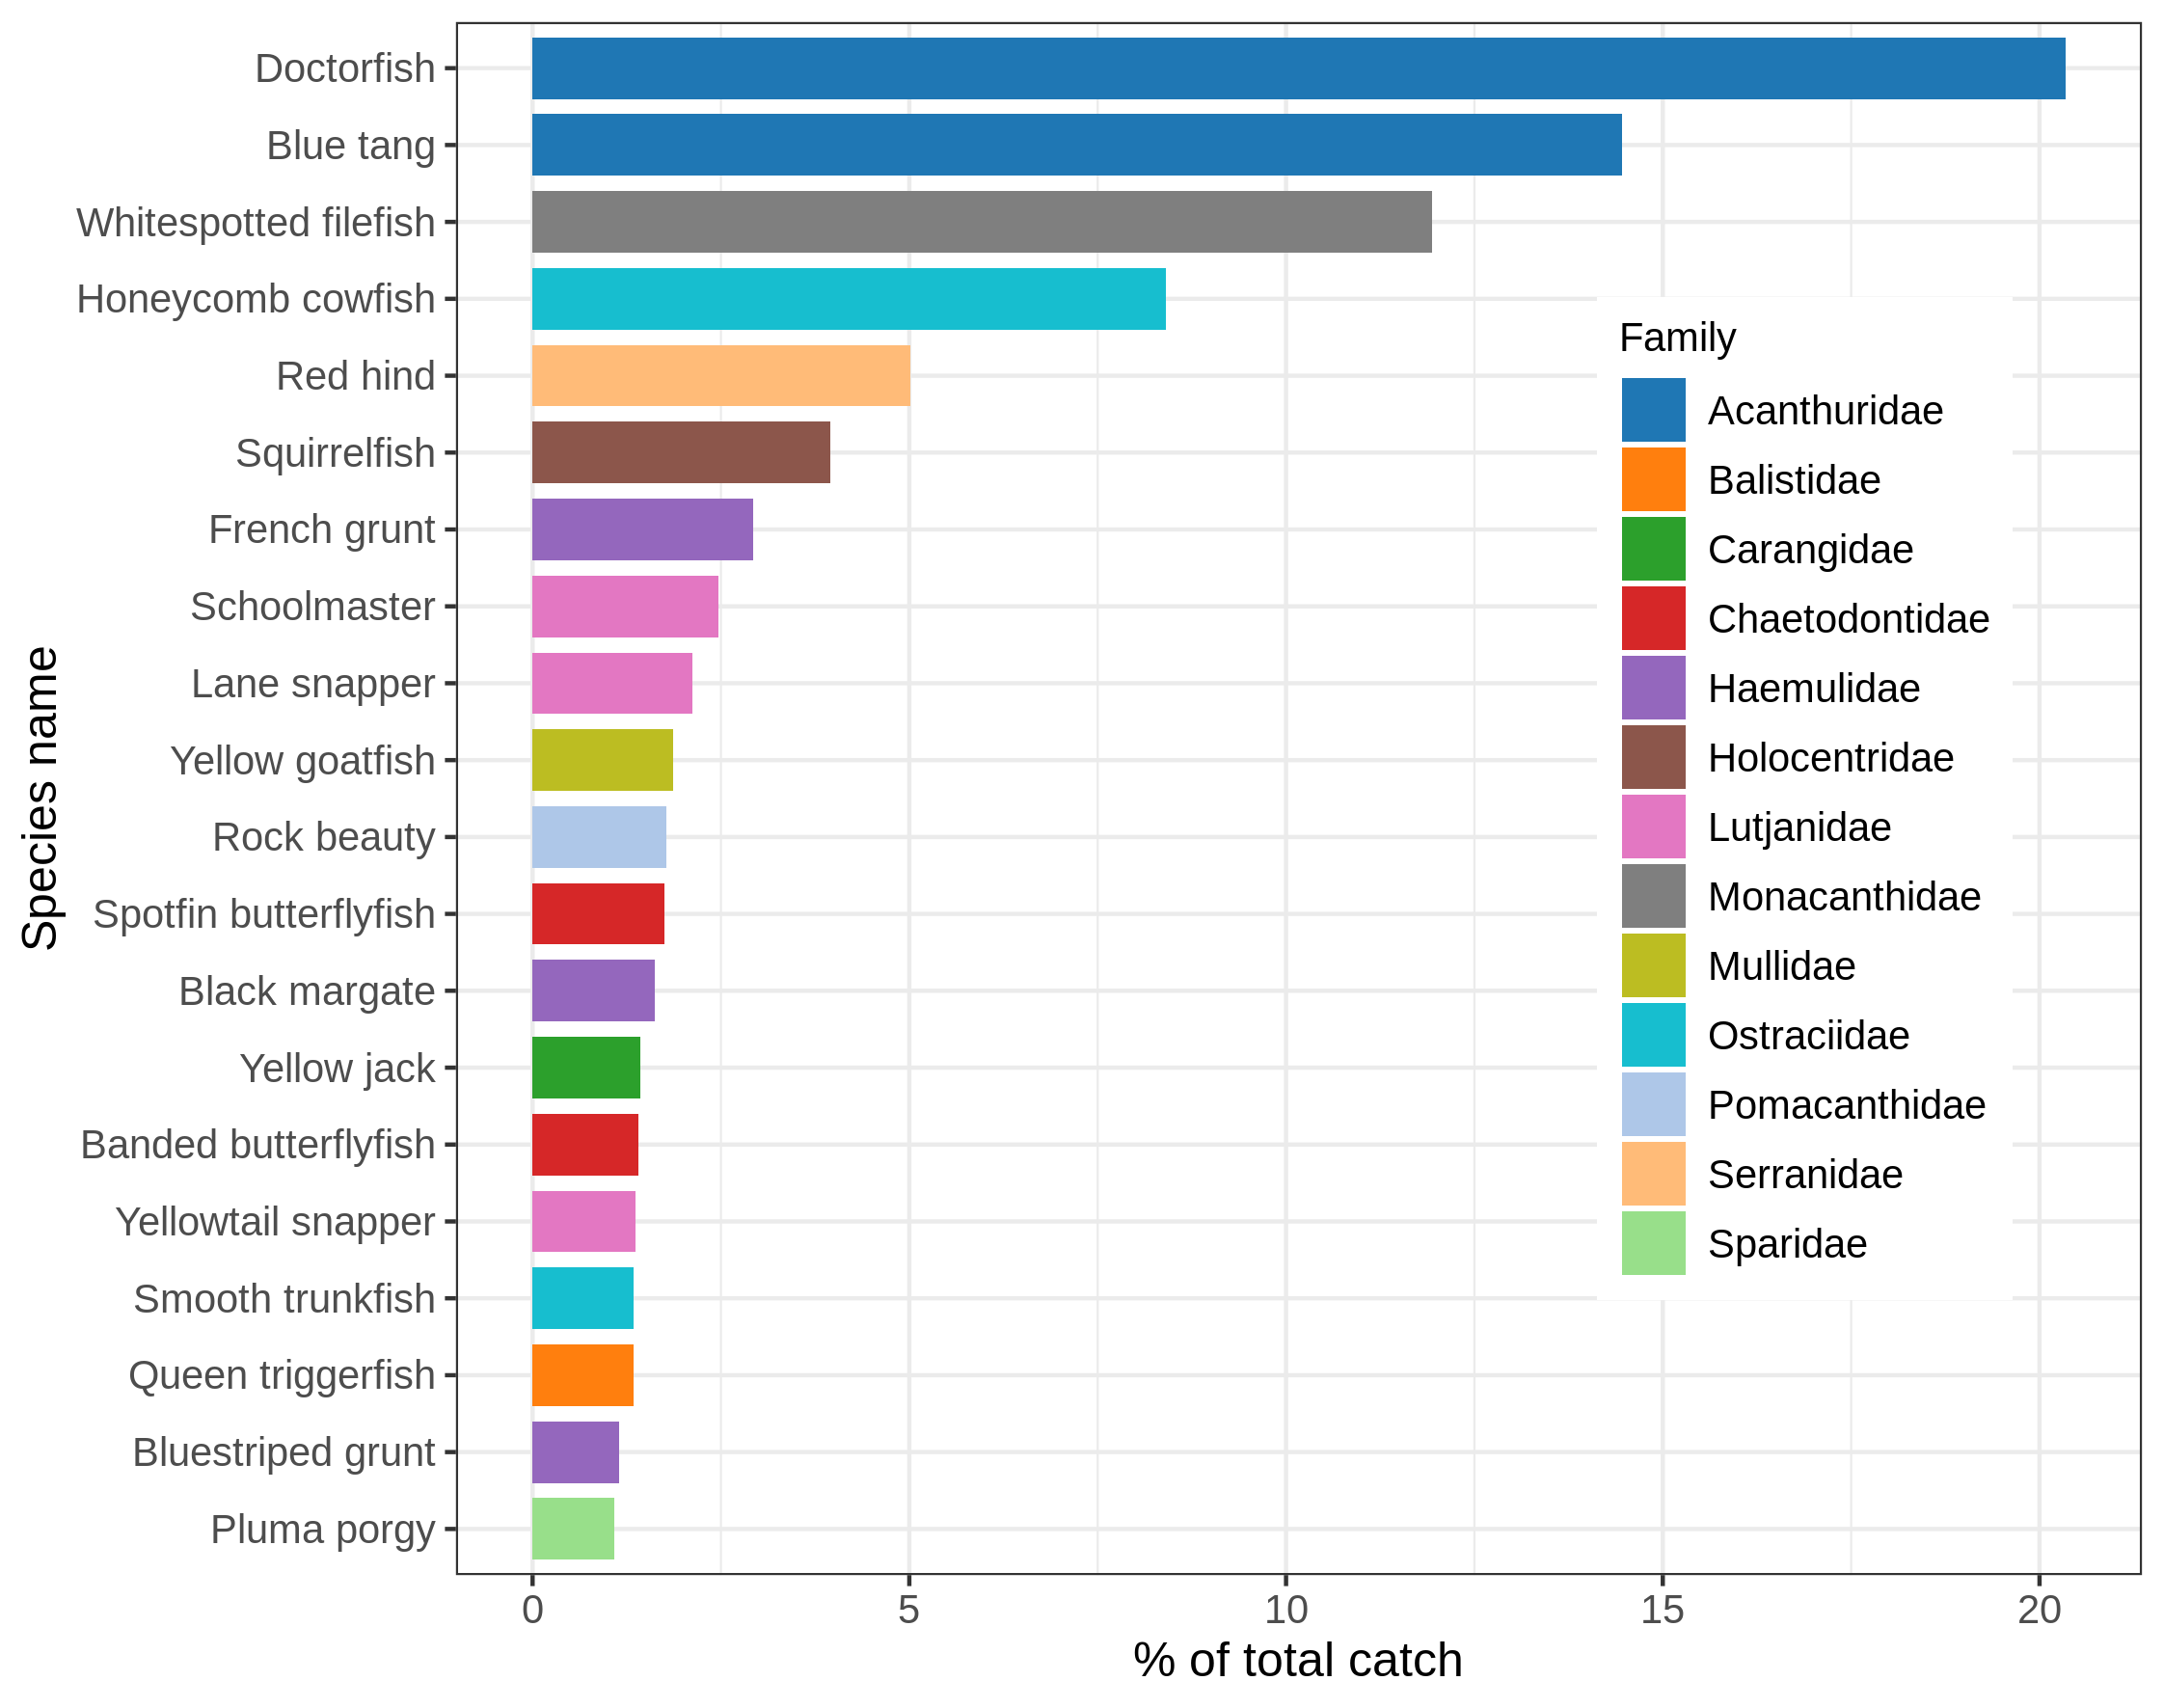 Doctorfish
Blue tang
Whitespotted filefish
Honeycomb cowfish
Red hind
Squirrelfish
French grunt
Schoolmaster
Lane snapper
Yellow goatfish
Rock beauty
Spotfin butterflyfish
Black margate
Yellow jack
Banded butterflyfish
Yellowtail snapper
Smooth trunkfish
Queen triggerfish
Bluestriped grunt
Pluma porgy
Species name
Family
Acanthuridae
Balistidae
Carangidae
Chaetodontidae
Haemulidae
Holocentridae
Lutjanidae
Monacanthidae
Mullidae
Ostraciidae
Pomacanthidae
Serranidae
Sparidae
0 5 10 15 20
% of total catch